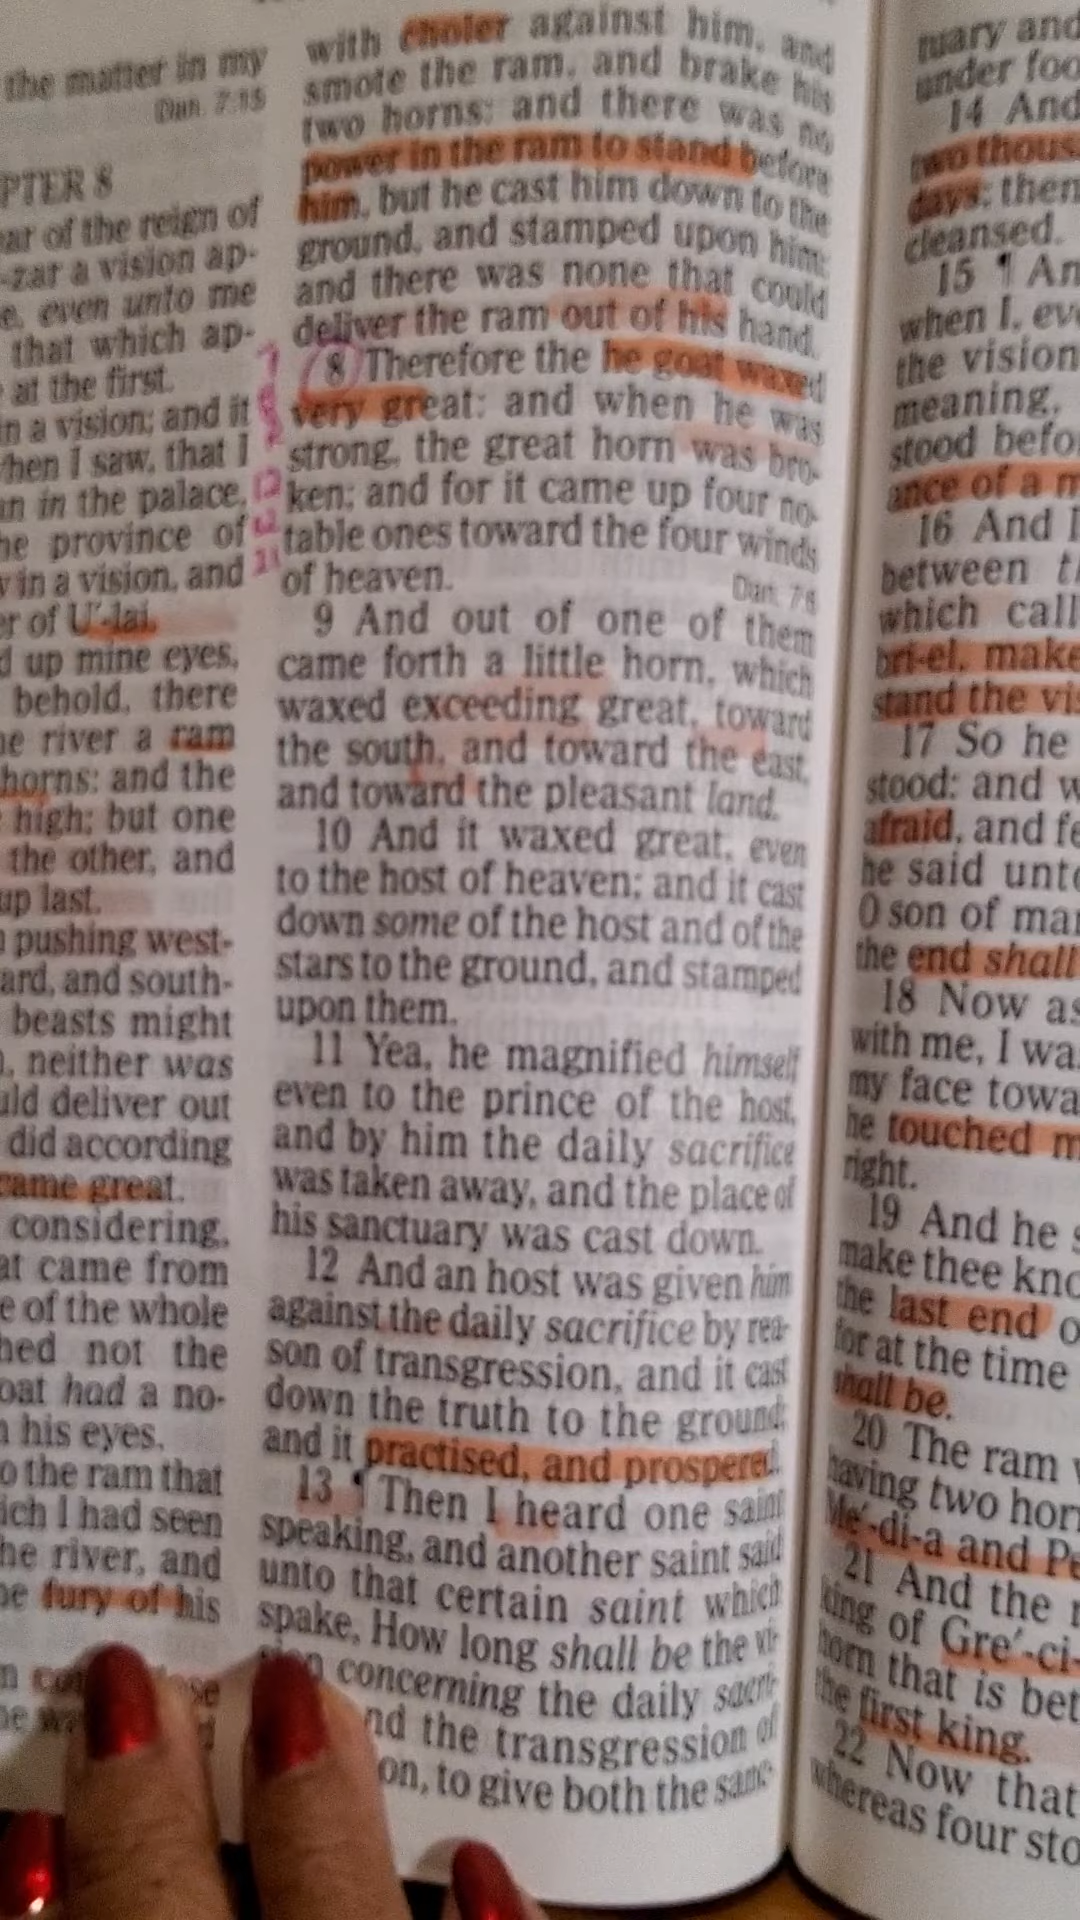 the matter in my
Dan. 7:15
PTER 8
ear of the reign of
-zar a vision ap-
e, even unto me
that which ap-
at the first.
in a vision; and it
when I saw, that I
an in the palace,
he province of
v in a vision, and
er of U'-lai.
d up mine eyes,
behold, there
he river a ram
horns: and the
high; but one
the other, and
up last.
pushing west-
ard, and south-
beasts might
, neither was
uld deliver out
did according
came great.
considering,
at came from
e of the whole
hed not the
oat had a no-
n his eyes.
o the ram that
ich I had seen
he river, and
he fury of his
with choler against him, and
smote the ram, and brake his
two horns: and there was no
power in the ram to stand before
him, but he cast him down to the
ground, and stamped upon him:
and there was none that could
deliver the ram out of his hand.
8 Therefore the he goat waxed
very great: and when he was
strong, the great horn was bro-
ken; and for it came up four no-
table ones toward the four winds
of heaven.
Dan. 7:6
9 And out of one of them
came forth a little horn, which
waxed exceeding great, toward
the south, and toward the east,
and toward the pleasant land.
10 And it waxed great, even
to the host of heaven; and it cast
down some of the host and of the
stars to the ground, and stamped
upon them.
11 Yea, he magnified himself
even to the prince of the host,
and by him the daily sacrifice
was taken away, and the place of
his sanctuary was cast down.
12 And an host was given him
against the daily sacrifice by rea-
son of transgression, and it cast
down the truth to the ground;
and it practised, and prospered.
13 ¶ Then I heard one saint
speaking, and another saint said
unto that certain saint which
spake, How long shall be the vi-
concerning the daily sacri-
nd the transgression of
on, to give both the sanc-
tuary and
under foo
14 And
two thous
days; then
cleansed.
15 ¶ An
when I, eve
the vision
meaning,
stood befo
ance of a m
16 And I
between t
which call
bri-el, make
stand the vis
17 So he
stood: and w
afraid, and fe
he said unto
O son of mar
the end shall
18 Now as
with me, I wa
my face towa
he touched m
right.
19 And he s
make thee kno
the last end o
for at the time
shall be.
20 The ram
having two horn
Me'-di-a and Pe
21 And the r
king of Gre'-ci-
horn that is bet
the first king.
22 Now that
whereas four sto